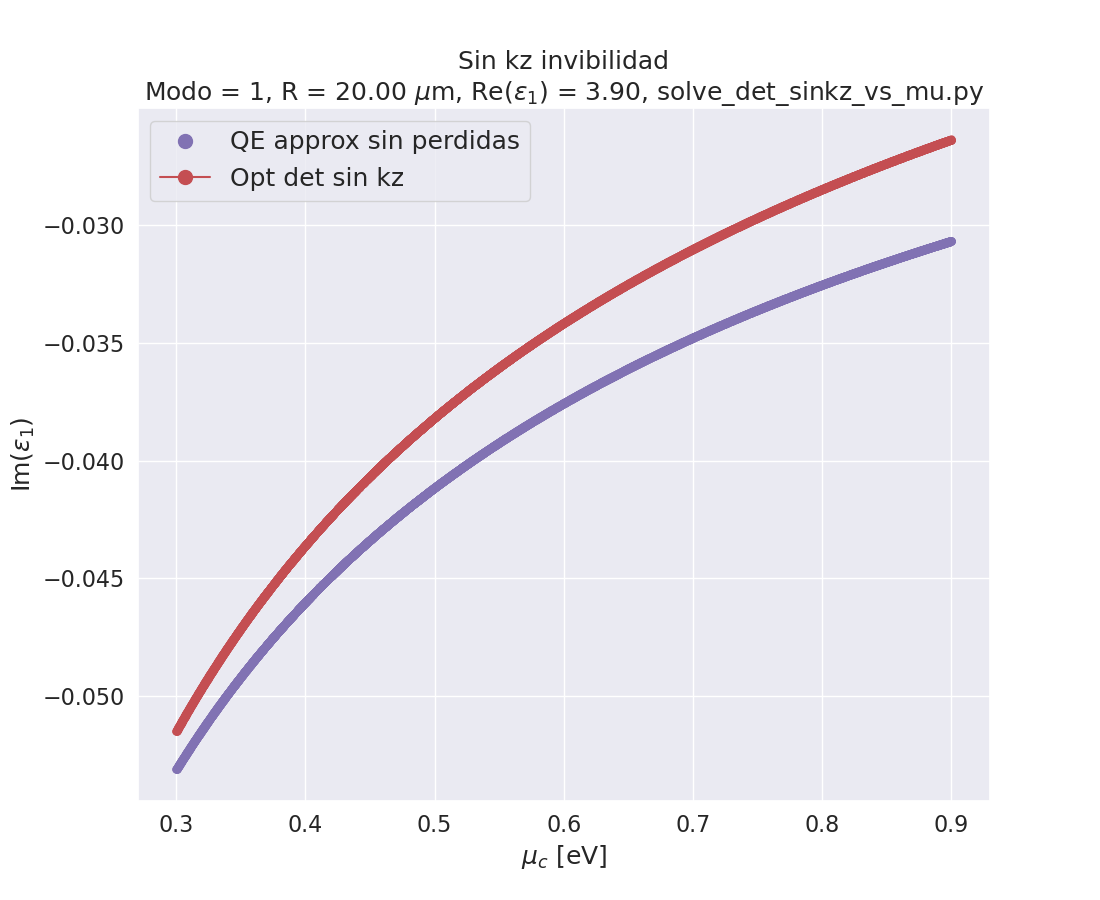 Sin kz invibilidad
Modo = 1, R = 20.00 μm, Re(ε₁) = 3.90, solve_det_sinkz_vs_mu.py
QE approx sin perdidas
Opt det sin kz
Im(ε₁)
−0.030
−0.035
−0.040
−0.045
−0.050
0.3 0.4 0.5 0.6 0.7 0.8 0.9
μ_c [eV]